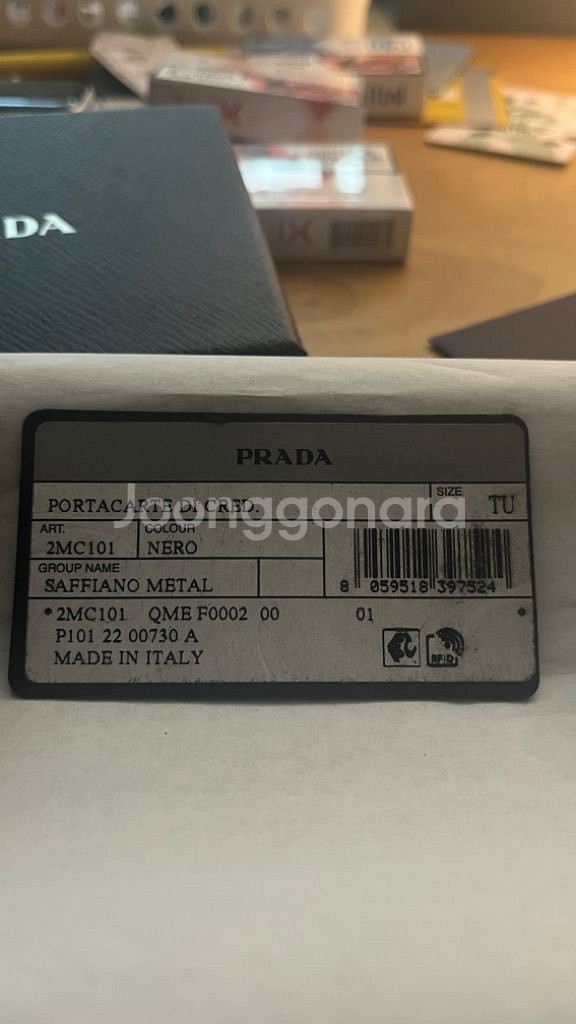 DA
IX
PRADA
PORTACARTE DI CRED.
SIZE
TU
Joonggonara
ART.
COLOUR
2MC101
NERO
GROUP NAME
SAFFIANO METAL
8 059518 397524
*2MC101 QME F0002 00 01 *
P101 22 00730 A
RFID
MADE IN ITALY